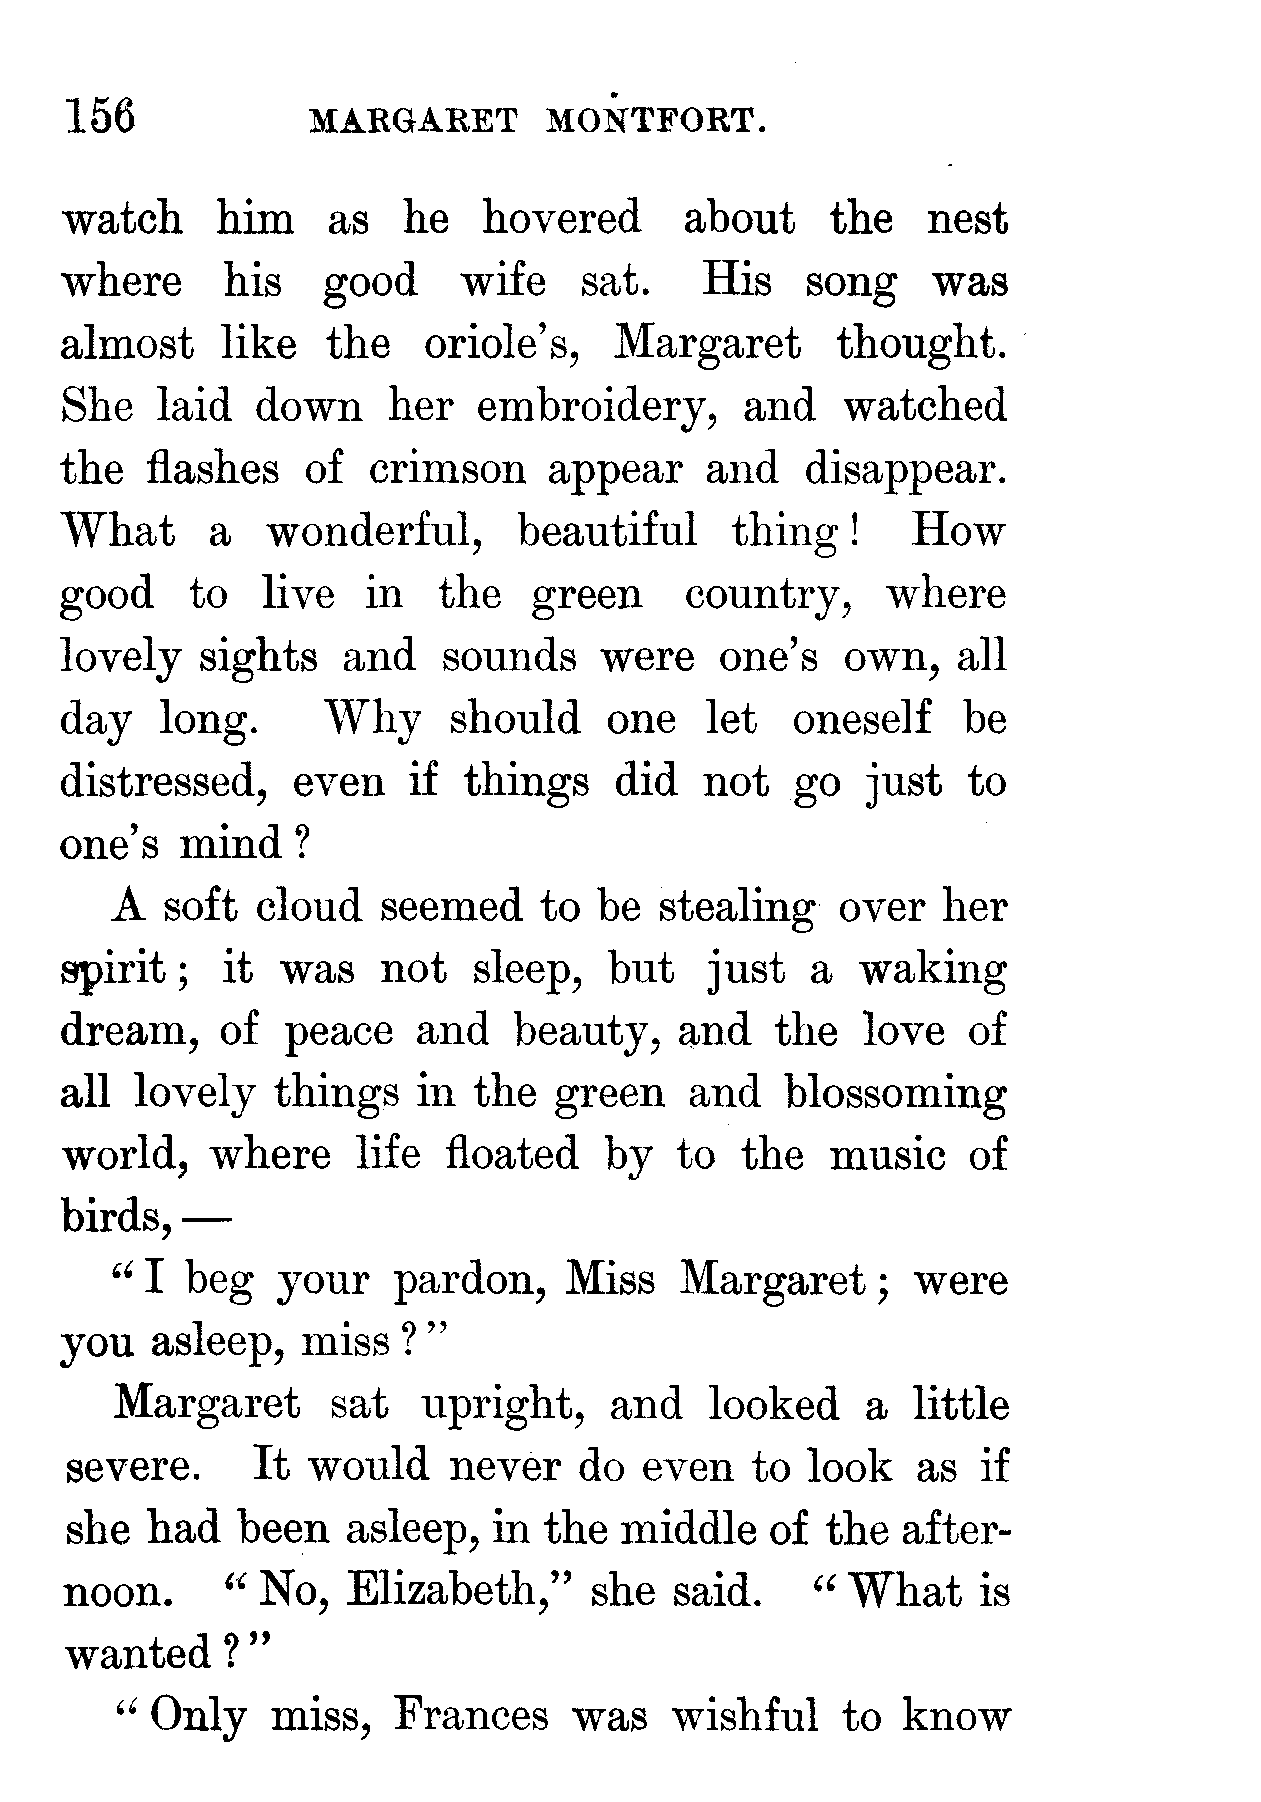 156 MARGARET MONTFORT.
watch him as he hovered about the nest
where his good wife sat. His song was
almost like the oriole's, Margaret thought.
She laid down her embroidery, and watched
the flashes of crimson appear and disappear.
What a wonderful, beautiful thing! How
good to live in the green country, where
lovely sights and sounds were one's own, all
day long. Why should one let oneself be
distressed, even if things did not go just to
one's mind?
A soft cloud seemed to be stealing over her
spirit; it was not sleep, but just a waking
dream, of peace and beauty, and the love of
all lovely things in the green and blossoming
world, where life floated by to the music of
birds,—
"I beg your pardon, Miss Margaret; were
you asleep, miss?"
Margaret sat upright, and looked a little
severe. It would never do even to look as if
she had been asleep, in the middle of the after-
noon. "No, Elizabeth," she said. "What is
wanted?"
"Only miss, Frances was wishful to know